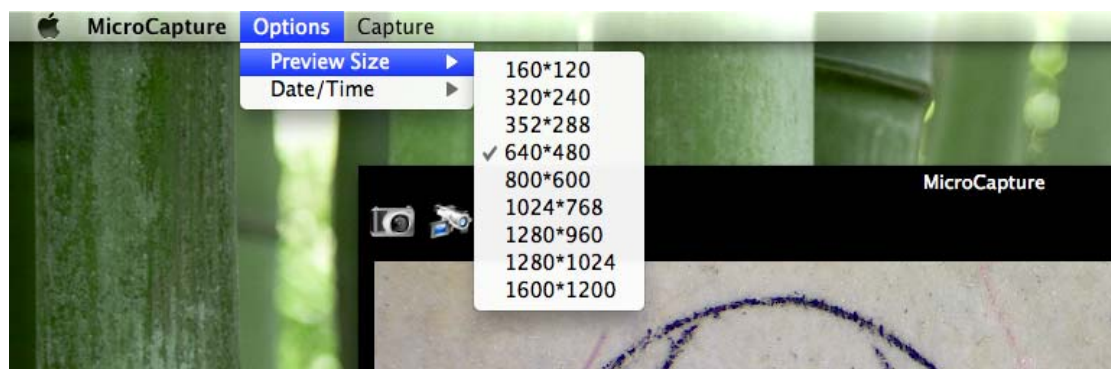 MicroCapture Options Capture
Preview Size
Date/Time
160*120
320*240
352*288
640*480
800*600
1024*768
1280*960
1280*1024
1600*1200
MicroCapture